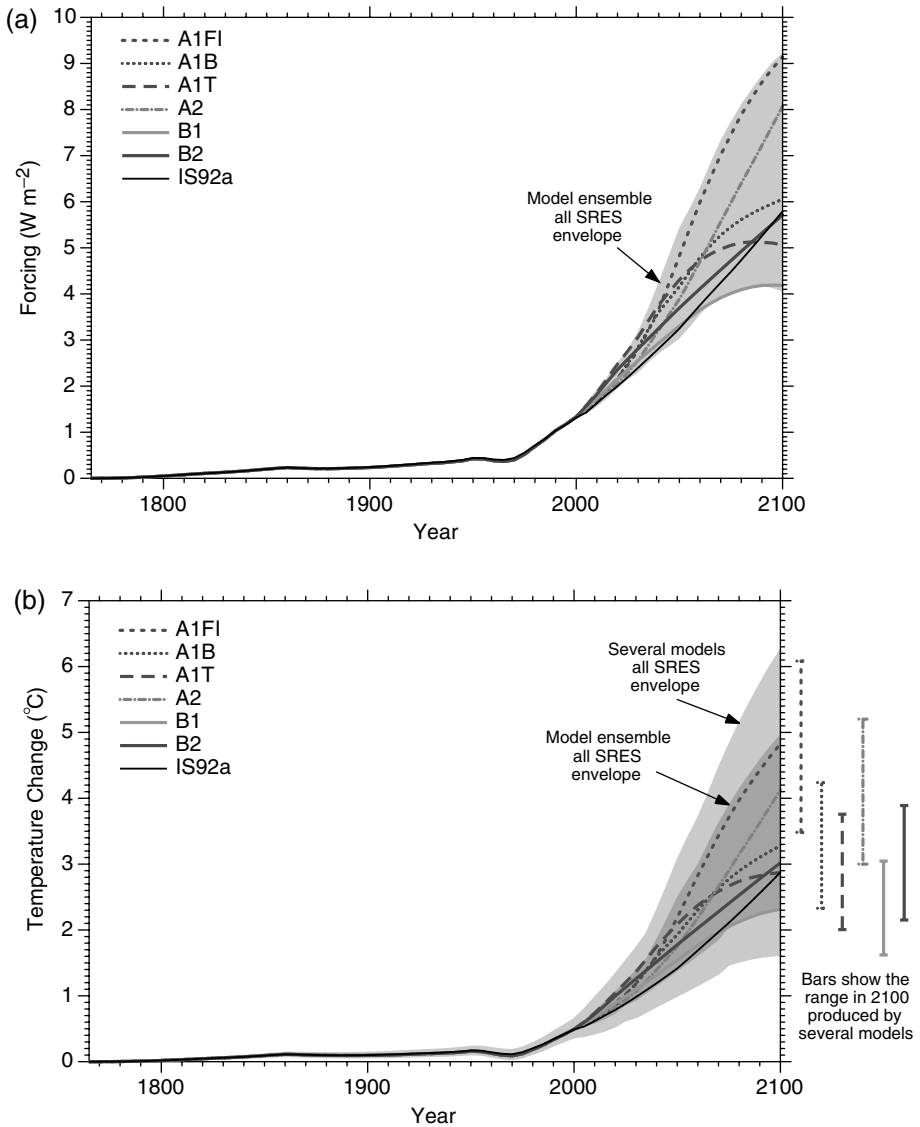 (a)
10
9
8
7
6
5
4
3
2
1
0
Forcing (W m−2)
A1FI
A1B
A1T
A2
B1
B2
IS92a
Model ensemble
all SRES
envelope
1800
1900
2000
2100
Year
(b)
7
6
5
4
3
2
1
0
Temperature Change (°C)
A1FI
A1B
A1T
A2
B1
B2
IS92a
Several models
all SRES
envelope
Model ensemble
all SRES
envelope
Bars show the
range in 2100
produced by
several models
1800
1900
2000
2100
Year